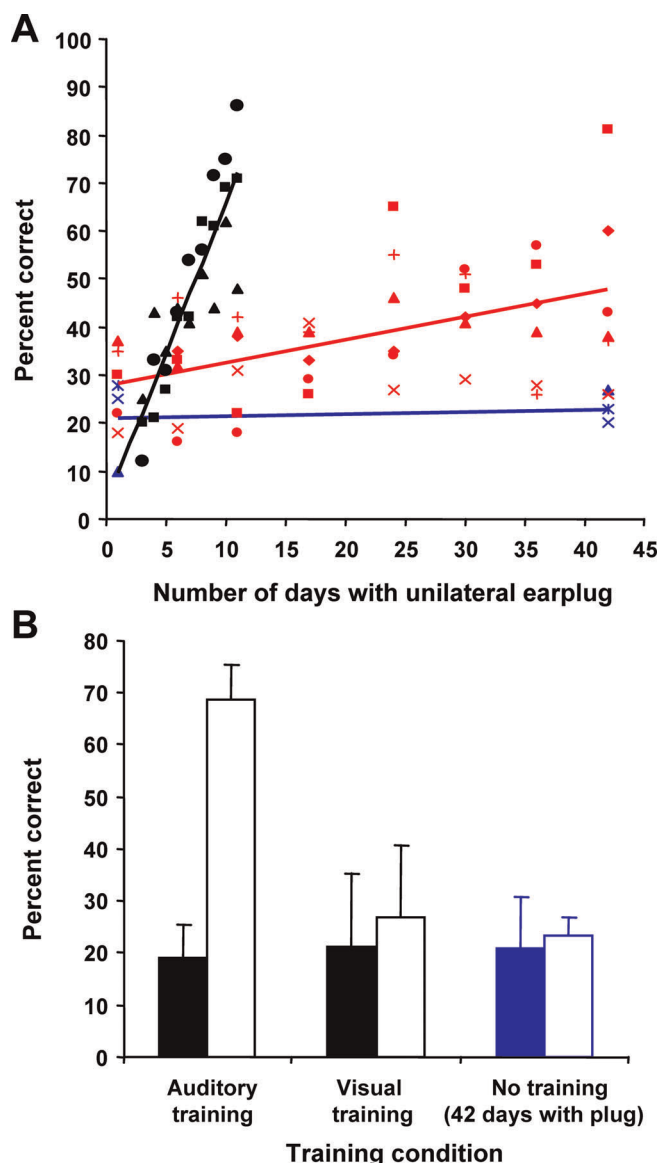 A
100
90
80
70
60
50
40
30
20
10
0
Percent correct
0 5 10 15 20 25 30 35 40 45
Number of days with unilateral earplug
B
80
70
60
50
40
30
20
10
0
Percent correct
Auditory Visual No training
training training (42 days with plug)
Training condition